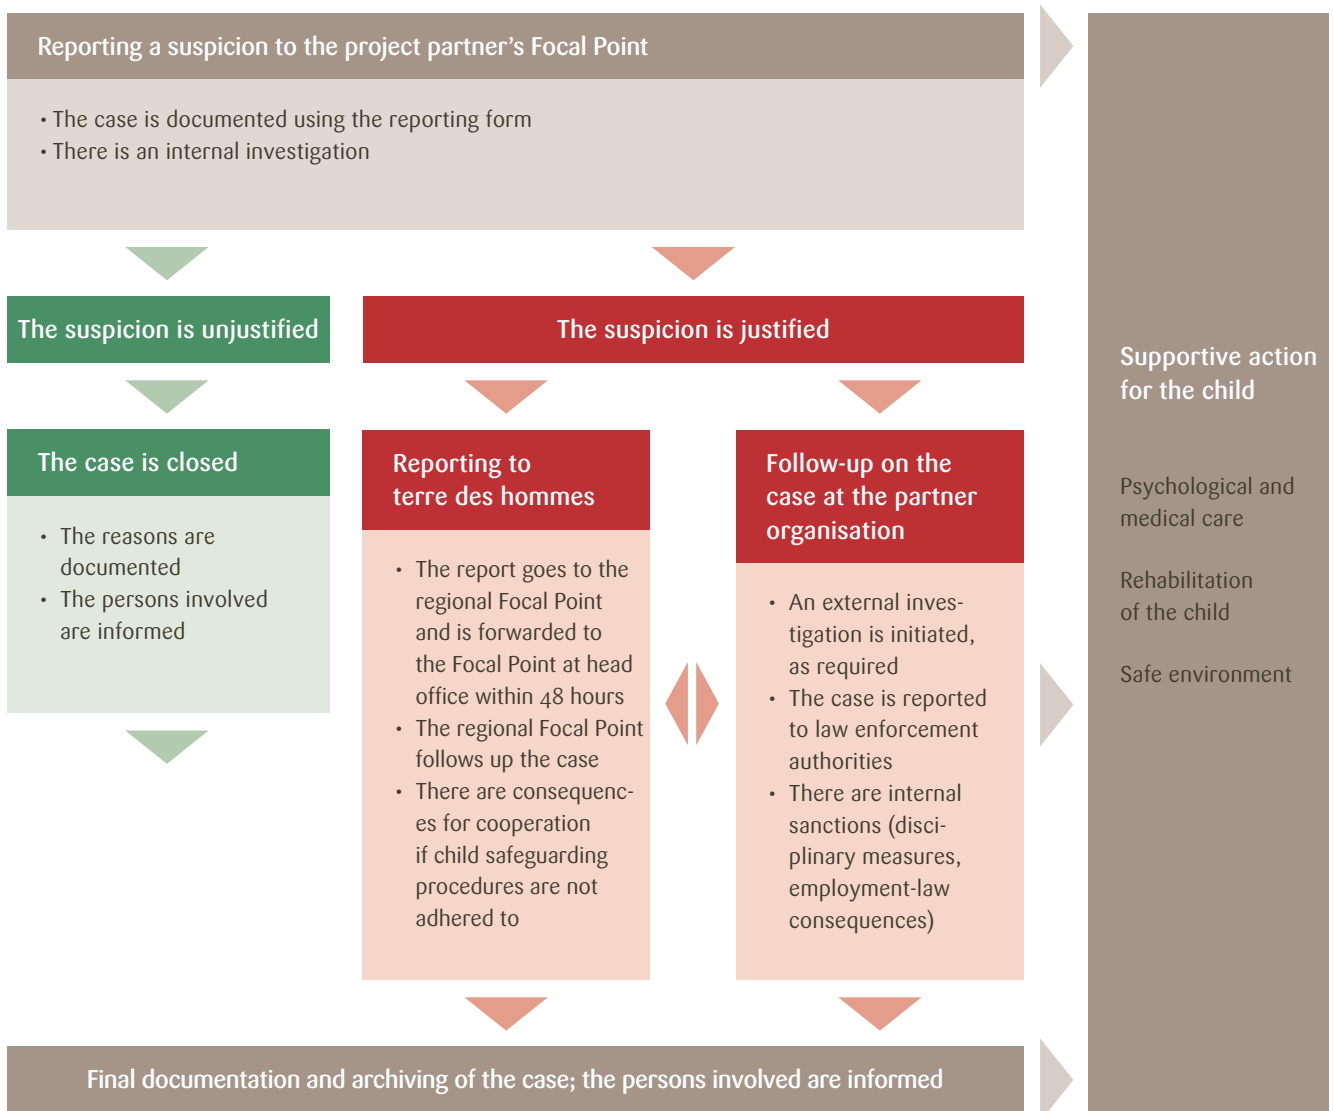 Reporting a suspicion to the project partner’s Focal Point
• The case is documented using the reporting form
• There is an internal investigation
The suspicion is unjustified
The suspicion is justified
The case is closed
• The reasons are
documented
• The persons involved
are informed
Reporting to
terre des hommes
• The report goes to the
regional Focal Point
and is forwarded to
the Focal Point at head
office within 48 hours
• The regional Focal Point
follows up the case
• There are consequenc-
es for cooperation
if child safeguarding
procedures are not
adhered to
Follow-up on the
case at the partner
organisation
• An external inves-
tigation is initiated,
as required
• The case is reported
to law enforcement
authorities
• There are internal
sanctions (disci-
plinary measures,
employment-law
consequences)
Final documentation and archiving of the case; the persons involved are informed
Supportive action
for the child
Psychological and
medical care
Rehabilitation
of the child
Safe environment